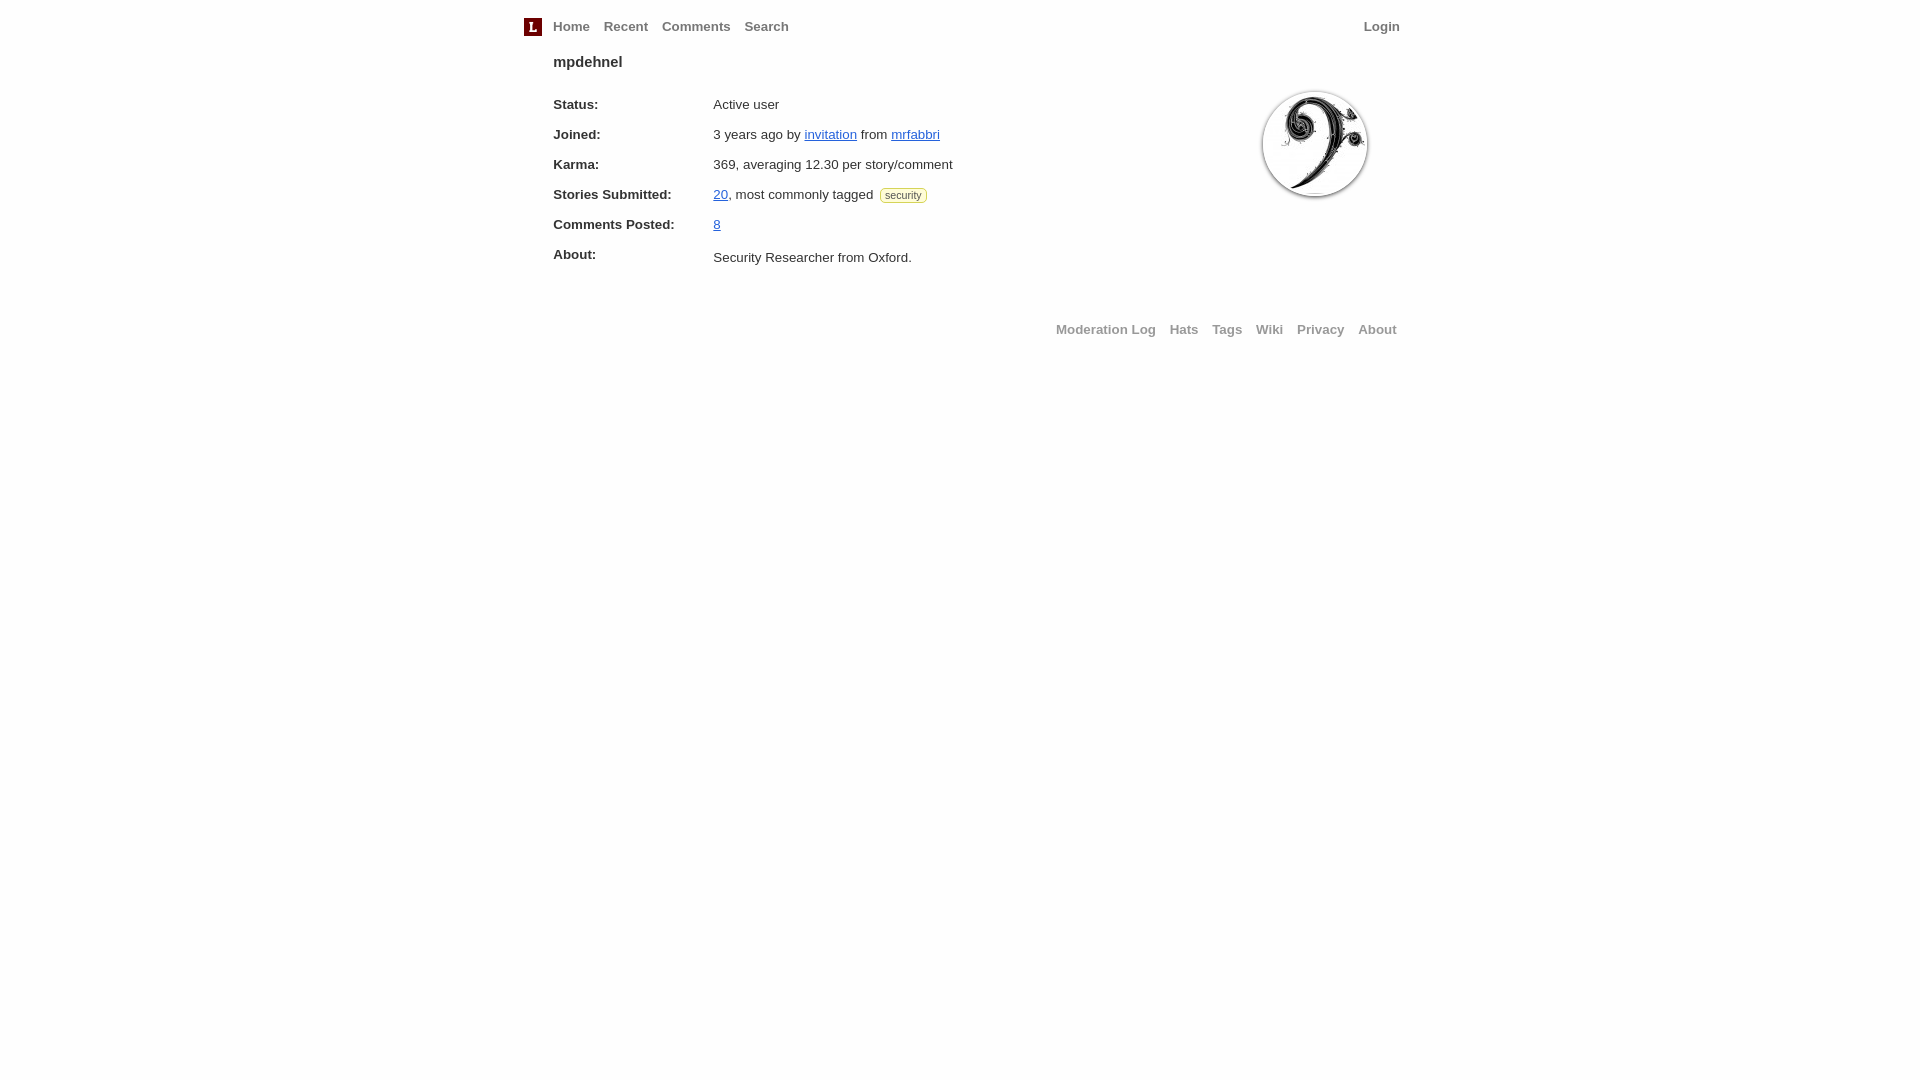 L Home Recent Comments Search Login
mpdehnel
Status: Active user
Joined: 3 years ago by invitation from mrfabbri
Karma: 369, averaging 12.30 per story/comment
Stories Submitted: 20, most commonly tagged security
Comments Posted: 8
About: Security Researcher from Oxford.
Moderation Log Hats Tags Wiki Privacy About